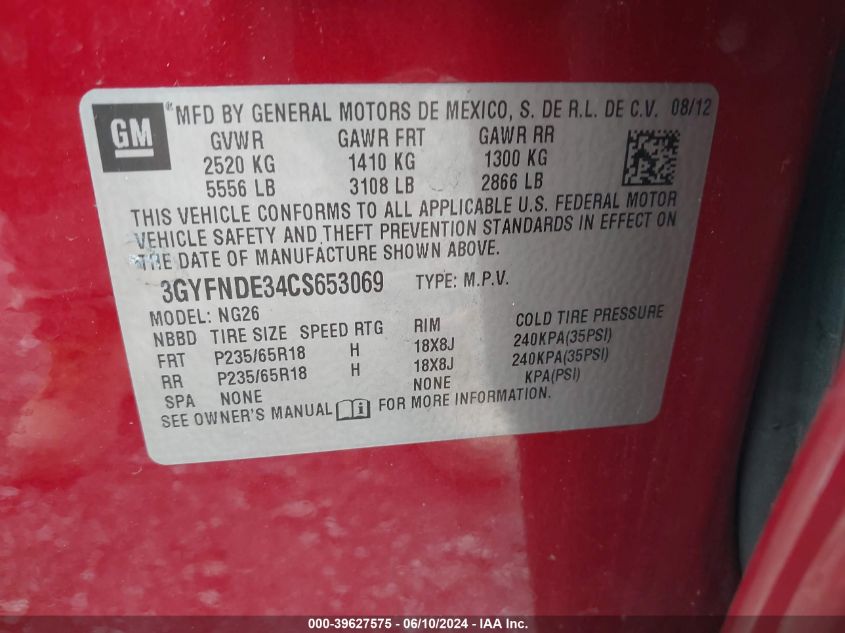 GM
MFD BY GENERAL MOTORS DE MEXICO, S. DE R.L. DE C.V. 08/12
GVWR GAWR FRT GAWR RR
2520 KG 1410 KG 1300 KG
5556 LB 3108 LB 2866 LB
THIS VEHICLE CONFORMS TO ALL APPLICABLE U.S. FEDERAL MOTOR
VEHICLE SAFETY AND THEFT PREVENTION STANDARDS IN EFFECT ON
THE DATE OF MANUFACTURE SHOWN ABOVE.
3GYFNDE34CS653069 TYPE: M.P.V.
MODEL: NG26
NBBD TIRE SIZE SPEED RTG RIM COLD TIRE PRESSURE
FRT P235/65R18 H 18X8J 240KPA(35PSI)
RR P235/65R18 H 18X8J 240KPA(35PSI)
SPA NONE NONE KPA(PSI)
SEE OWNER'S MANUAL FOR MORE INFORMATION.
000-39627575 - 06/10/2024 - IAA Inc.